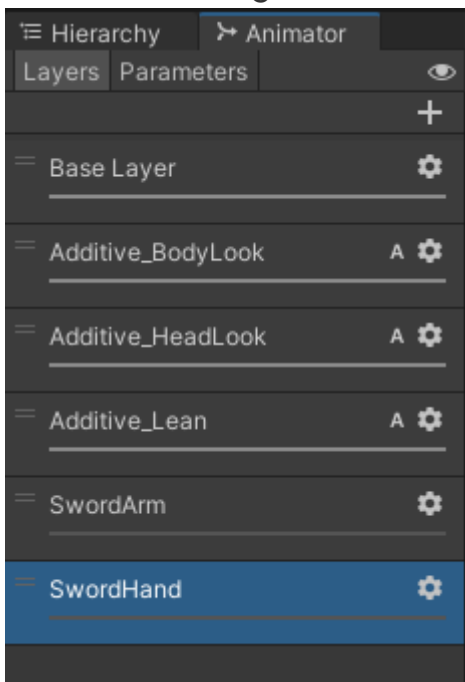 Hierarchy Animator
Layers Parameters
Base Layer
Additive_BodyLook A
Additive_HeadLook A
Additive_Lean A
SwordArm
SwordHand